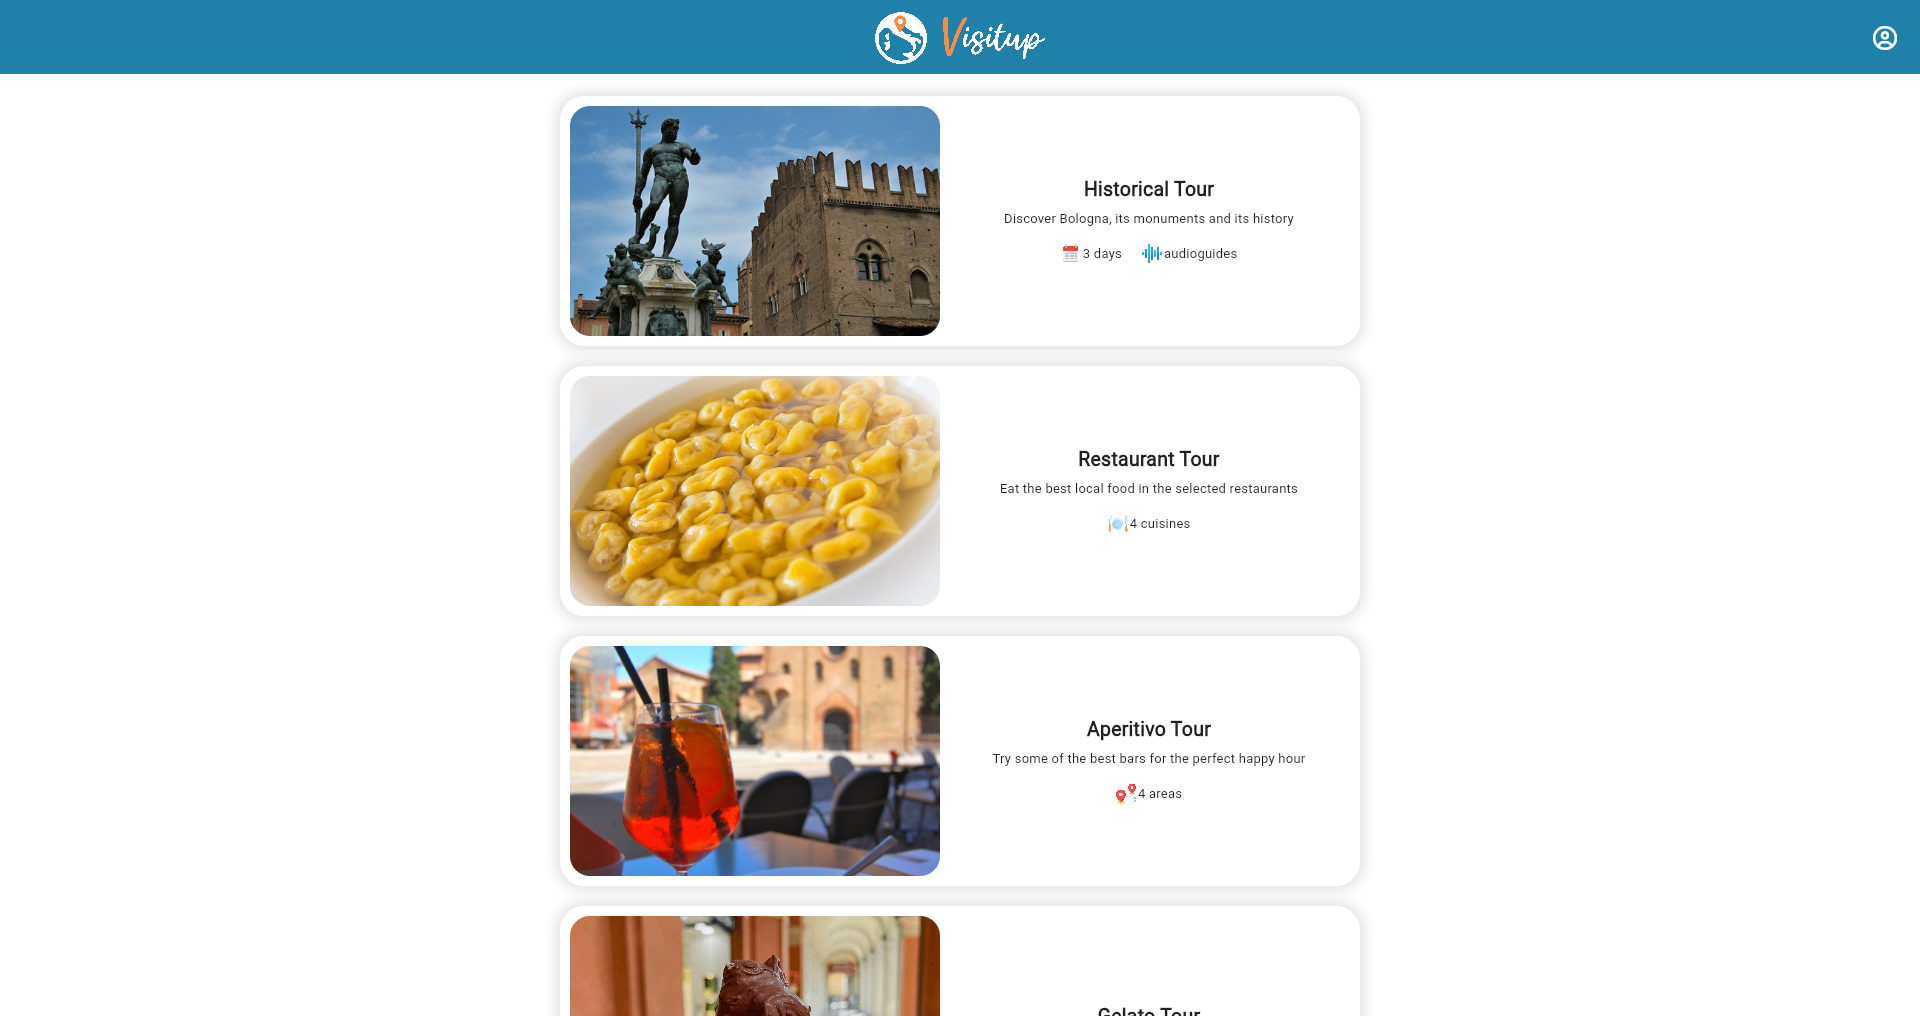 Visitup
Historical Tour
Discover Bologna, its monuments and its history
3 days audioguides
Restaurant Tour
Eat the best local food in the selected restaurants
4 cuisines
Aperitivo Tour
Try some of the best bars for the perfect happy hour
4 areas
Gelato Tour